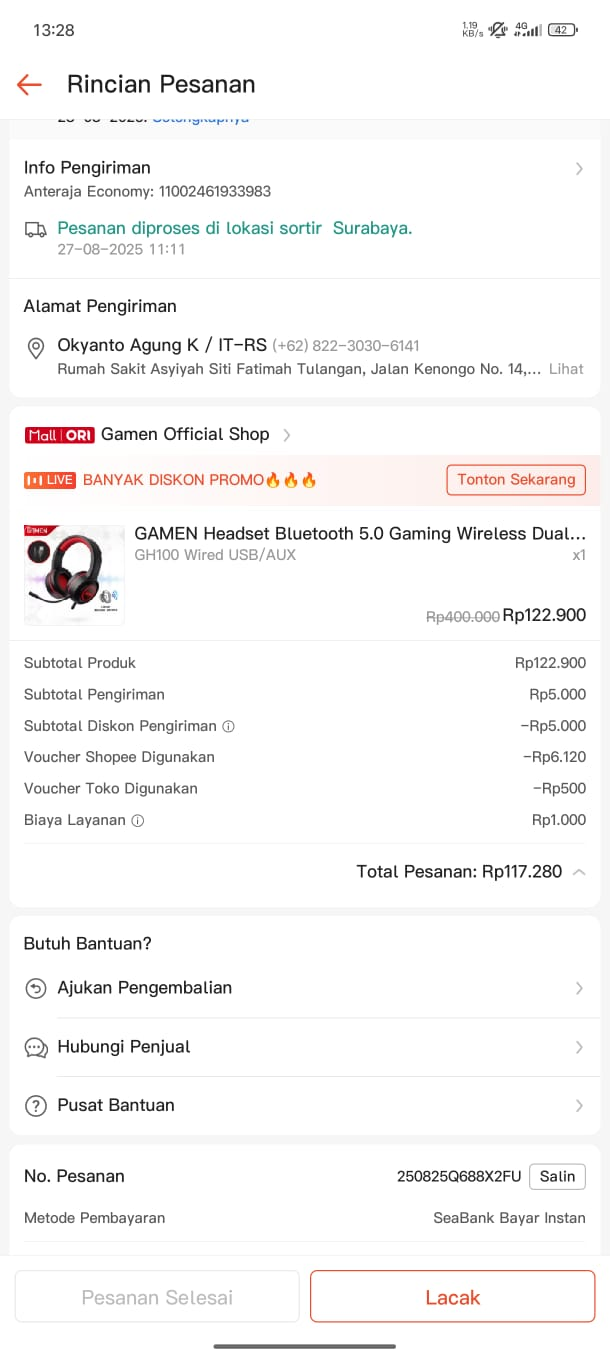 13:28
1.19 KB/s 4G 42
Rincian Pesanan
Info Pengiriman
Anteraja Economy: 11002461933983
Pesanan diproses di lokasi sortir Surabaya.
27-08-2025 11:11
Alamat Pengiriman
Okyanto Agung K / IT-RS (+62) 822-3030-6141
Rumah Sakit Asyiyah Siti Fatimah Tulangan, Jalan Kenongo No. 14,... Lihat
Mall ORI Gamen Official Shop
LIVE BANYAK DISKON PROMO🔥🔥🔥 Tonton Sekarang
GAMEN
GAMEN Headset Bluetooth 5.0 Gaming Wireless Dual...
GH100 Wired USB/AUX x1
Rp400.000 Rp122.900
Subtotal Produk Rp122.900
Subtotal Pengiriman Rp5.000
Subtotal Diskon Pengiriman -Rp5.000
Voucher Shopee Digunakan -Rp6.120
Voucher Toko Digunakan -Rp500
Biaya Layanan Rp1.000
Total Pesanan: Rp117.280
Butuh Bantuan?
Ajukan Pengembalian
Hubungi Penjual
Pusat Bantuan
No. Pesanan 250825Q688X2FU Salin
Metode Pembayaran SeaBank Bayar Instan
Pesanan Selesai Lacak